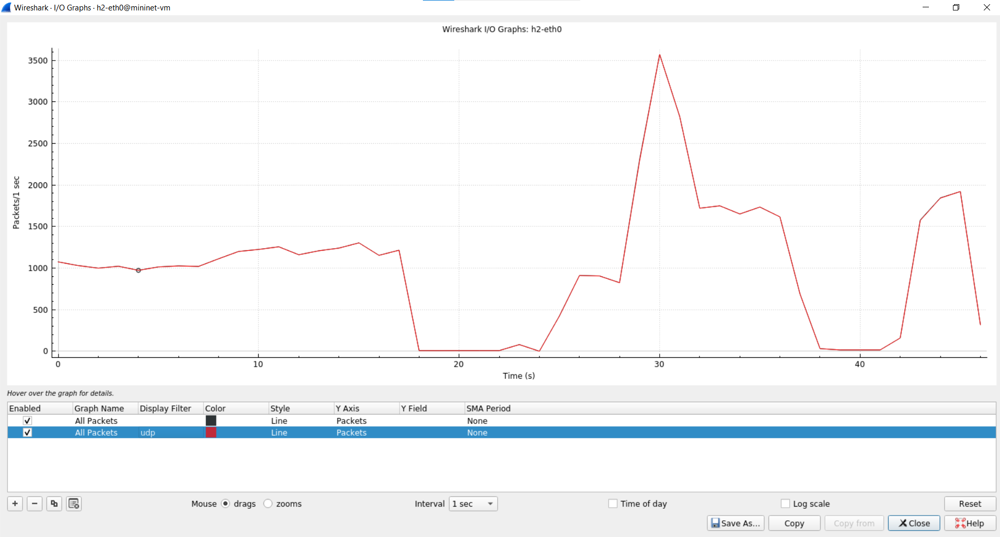 Wireshark · I/O Graphs · h2-eth0@mininet-vm
Wireshark I/O Graphs: h2-eth0
3500
3000
2500
2000
1500
1000
500
0
Packets/1 sec
0 10 20 30 40
Time (s)
Hover over the graph for details.
Enabled Graph Name Display Filter Color Style Y Axis Y Field SMA Period
All Packets Line Packets None
All Packets udp Line Packets None
Mouse drags zooms Interval 1 sec Time of day Log scale Reset
Save As... Copy Copy from Close Help